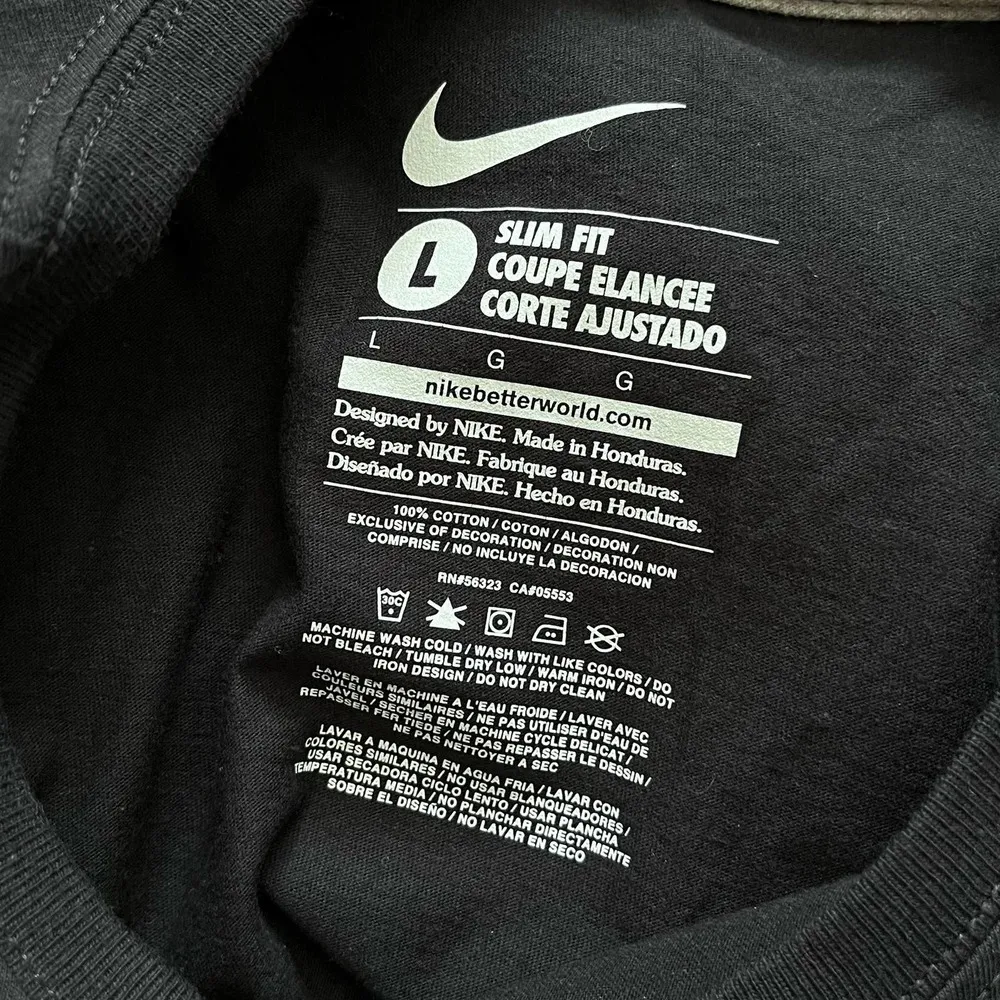 L
SLIM FIT
COUPE ELANCEE
CORTE AJUSTADO
L G G
nikebetterworld.com
Designed by NIKE. Made in Honduras.
Crée par NIKE. Fabrique au Honduras.
Diseñado por NIKE. Hecho en Honduras.
100% COTTON / COTON / ALGODON /
EXCLUSIVE OF DECORATION / DECORATION NON
COMPRISE / NO INCLUYE LA DECORACION
RN#56323 CA#05553
30C
MACHINE WASH COLD / WASH WITH LIKE COLORS / DO
NOT BLEACH / TUMBLE DRY LOW / WARM IRON / DO NOT
IRON DESIGN / DO NOT DRY CLEAN
LAVER EN MACHINE A L'EAU FROIDE / LAVER AVEC
COULEURS SIMILAIRES / NE PAS UTILISER D'EAU DE
JAVEL / SECHER EN MACHINE CYCLE DELICAT /
REPASSER FER TIEDE / NE PAS REPASSER LE DESSIN /
NE PAS NETTOYER A SEC
LAVAR A MAQUINA EN AGUA FRIA / LAVAR CON
COLORES SIMILARES / NO USAR BLANQUEADORES /
USAR SECADORA CICLO LENTO / USAR PLANCHA
TEMPERATURA MEDIA / NO PLANCHAR DIRECTAMENTE
SOBRE EL DISEÑO / NO LAVAR EN SECO